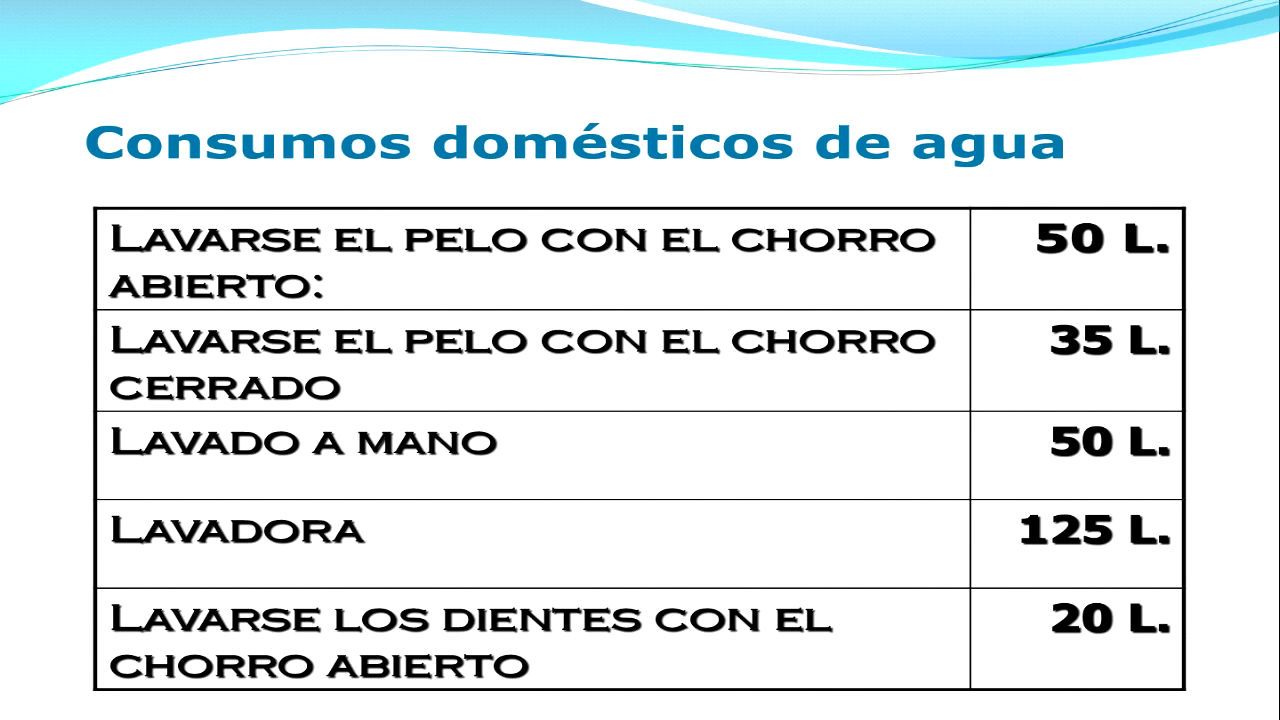 Consumos domésticos de agua
LAVARSE EL PELO CON EL CHORRO 50 L.
ABIERTO:
LAVARSE EL PELO CON EL CHORRO 35 L.
CERRADO
LAVADO A MANO 50 L.
LAVADORA 125 L.
LAVARSE LOS DIENTES CON EL 20 L.
CHORRO ABIERTO